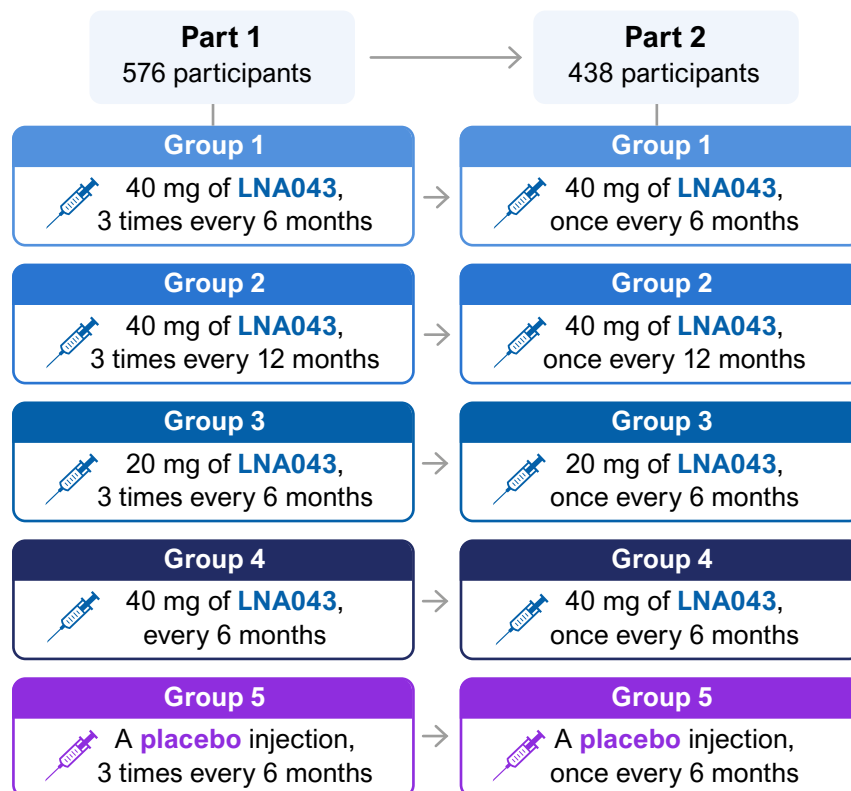 Part 1
576 participants
Part 2
438 participants
Group 1
40 mg of LNA043,
3 times every 6 months
Group 1
40 mg of LNA043,
once every 6 months
Group 2
40 mg of LNA043,
3 times every 12 months
Group 2
40 mg of LNA043,
once every 12 months
Group 3
20 mg of LNA043,
3 times every 6 months
Group 3
20 mg of LNA043,
once every 6 months
Group 4
40 mg of LNA043,
every 6 months
Group 4
40 mg of LNA043,
once every 6 months
Group 5
A placebo injection,
3 times every 6 months
Group 5
A placebo injection,
once every 6 months